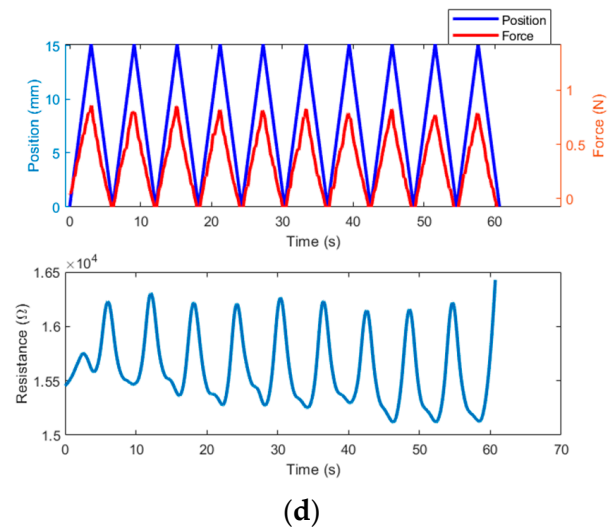 Position
Force
15
10
5
0
Position (mm)
1
0.5
0
Force (N)
0 10 20 30 40 50 60
Time (s)
×10⁴
1.65
1.6
1.55
1.5
Resistance (Ω)
0 10 20 30 40 50 60 70
Time (s)
(d)